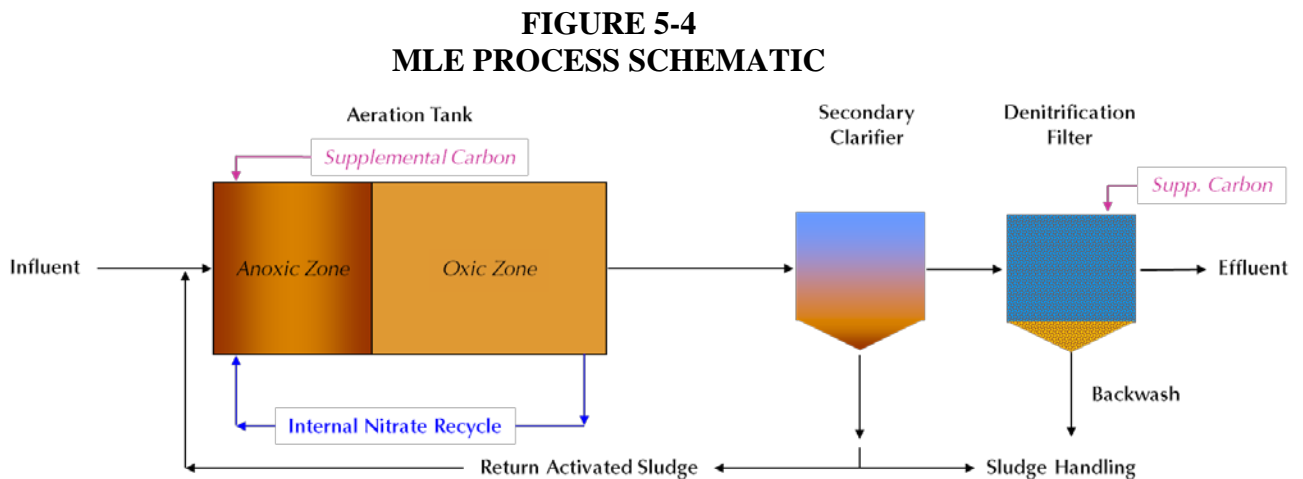 FIGURE 5-4
MLE PROCESS SCHEMATIC
Aeration Tank
Secondary
Clarifier
Denitrification
Filter
Supplemental Carbon
Supp. Carbon
Influent
Anoxic Zone
Oxic Zone
Effluent
Internal Nitrate Recycle
Backwash
Return Activated Sludge
Sludge Handling